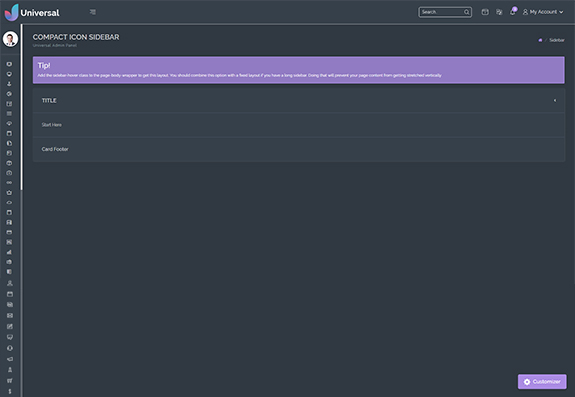 Universal
Search
My Account
COMPACT ICON SIDEBAR
Universal Admin Panel
Sidebar
Tip!
Add the sidebar-hover class to the page-body-wrapper to get this layout. You should combine this option with a fixed layout if you have a long sidebar. Doing that will prevent your page content from getting stretched vertically.
TITLE
Start Here
Card Footer
Customizer